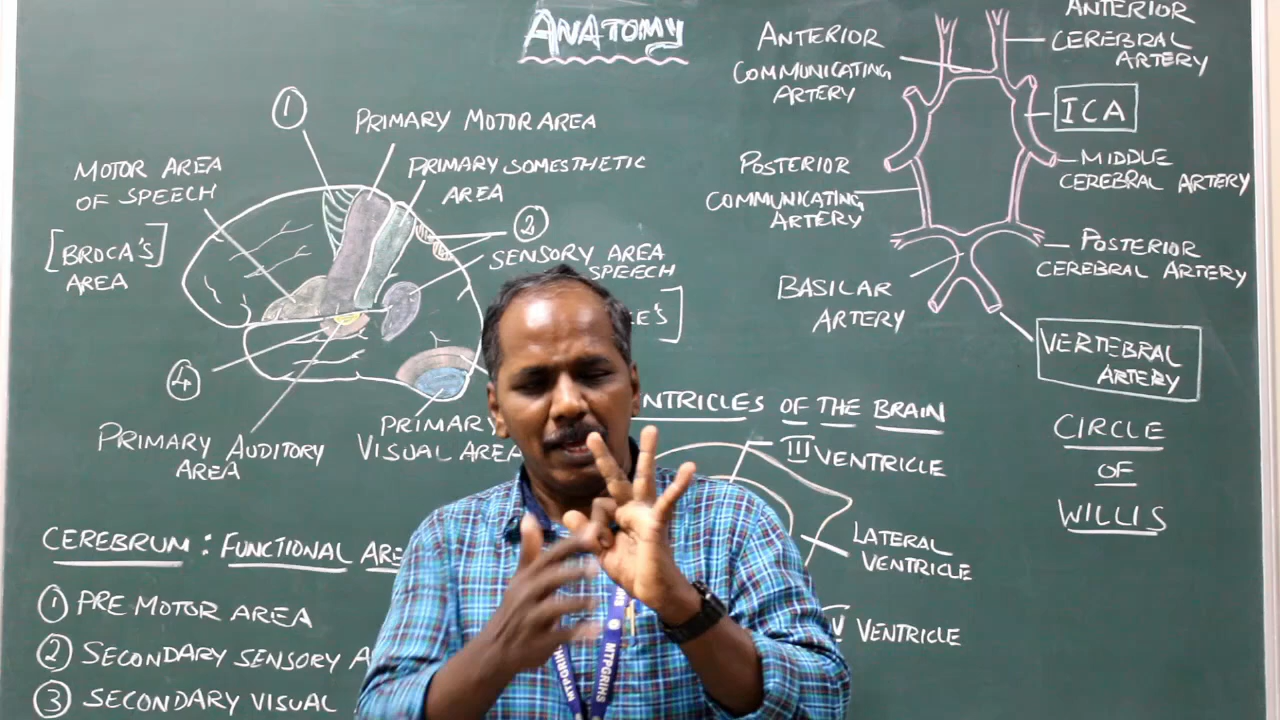 ANATOMY
1
PRIMARY MOTOR AREA
MOTOR AREA
OF SPEECH
[BROCA'S]
AREA
PRIMARY SOMESTHETIC
AREA
2
SENSORY AREA
SPEECH
4
PRIMARY AUDITORY
AREA
PRIMARY
VISUAL AREA
CEREBRUM : FUNCTIONAL ARE
1 PRE MOTOR AREA
2 SECONDARY SENSORY A
3 SECONDARY VISUAL
ANTERIOR
COMMUNICATING
ARTERY
ANTERIOR
CEREBRAL
ARTERY
ICA
POSTERIOR
COMMUNICATING
ARTERY
MIDDLE
CEREBRAL ARTERY
POSTERIOR
CEREBRAL ARTERY
BASILAR
ARTERY
VERTEBRAL
ARTERY
CIRCLE
OF
WILLIS
NTRICLES OF THE BRAIN
III VENTRICLE
LATERAL
VENTRICLE
V VENTRICLE
MTPGRIHS